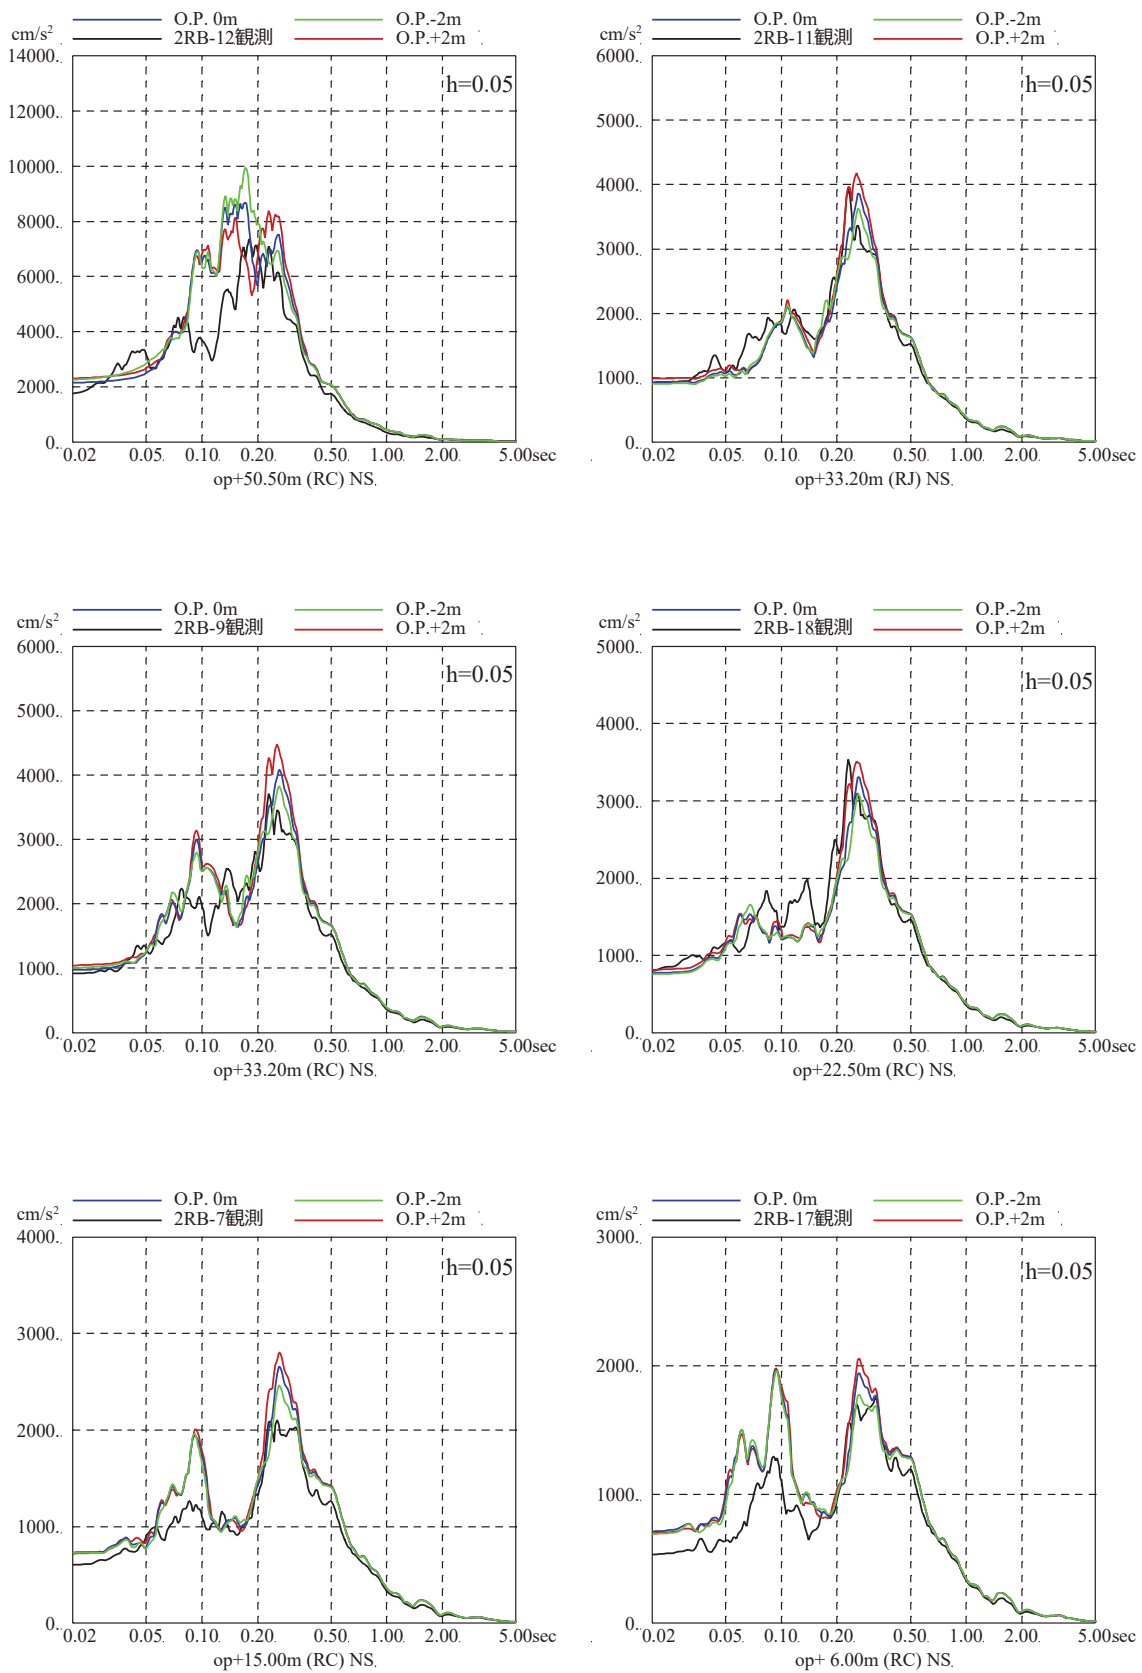 O.P. 0m O.P.-2m
cm/s² 2RB-12観測 O.P.+2m
14000.
h=0.05
12000.
10000.
8000.
6000.
4000.
2000.
0.
0.02 0.05 0.10 0.20 0.50 1.00 2.00 5.00sec
op+50.50m (RC) NS
O.P. 0m O.P.-2m
cm/s² 2RB-11観測 O.P.+2m
6000.
h=0.05
5000.
4000.
3000.
2000.
1000.
0.
0.02 0.05 0.10 0.20 0.50 1.00 2.00 5.00sec
op+33.20m (RJ) NS
O.P. 0m O.P.-2m
cm/s² 2RB-9観測 O.P.+2m
6000.
h=0.05
5000.
4000.
3000.
2000.
1000.
0.
0.02 0.05 0.10 0.20 0.50 1.00 2.00 5.00sec
op+33.20m (RC) NS
O.P. 0m O.P.-2m
cm/s² 2RB-18観測 O.P.+2m
5000.
h=0.05
4000.
3000.
2000.
1000.
0.
0.02 0.05 0.10 0.20 0.50 1.00 2.00 5.00sec
op+22.50m (RC) NS
O.P. 0m O.P.-2m
cm/s² 2RB-7観測 O.P.+2m
4000.
h=0.05
3000.
2000.
1000.
0.
0.02 0.05 0.10 0.20 0.50 1.00 2.00 5.00sec
op+15.00m (RC) NS
O.P. 0m O.P.-2m
cm/s² 2RB-17観測 O.P.+2m
3000.
h=0.05
2000.
1000.
0.
0.02 0.05 0.10 0.20 0.50 1.00 2.00 5.00sec
op+ 6.00m (RC) NS